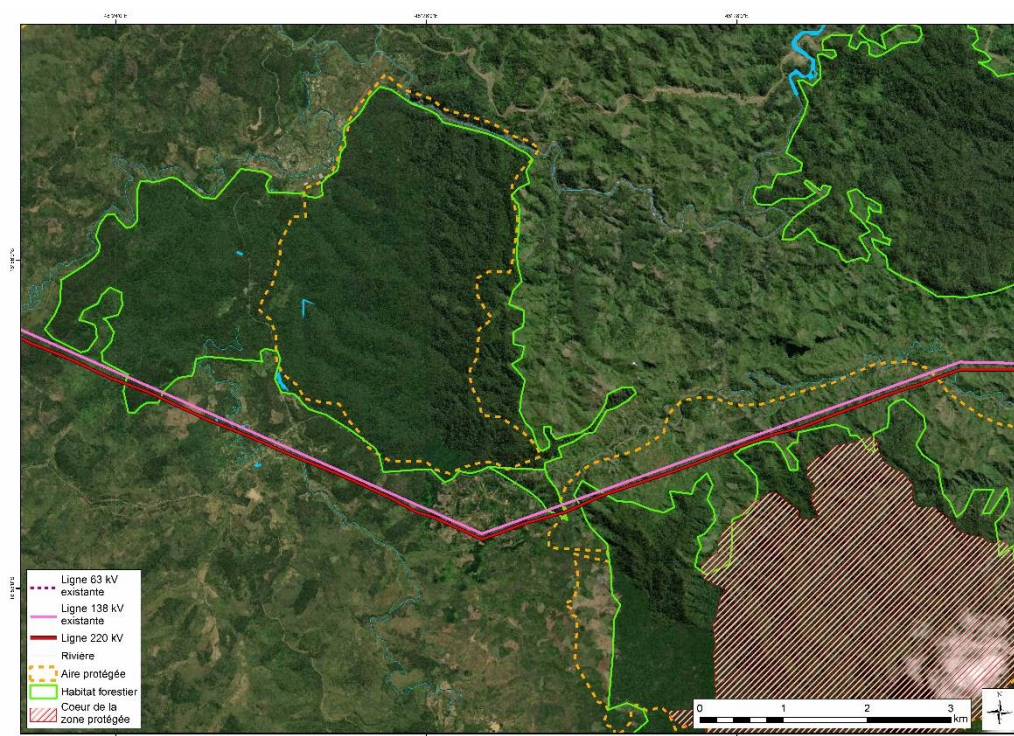 Ligne 63 kV
existante
Ligne 138 kV
existante
Ligne 220 kV
Rivière
Aire protégée
Habitat forestier
Coeur de la
zone protégée
0 1 2 3
km
N